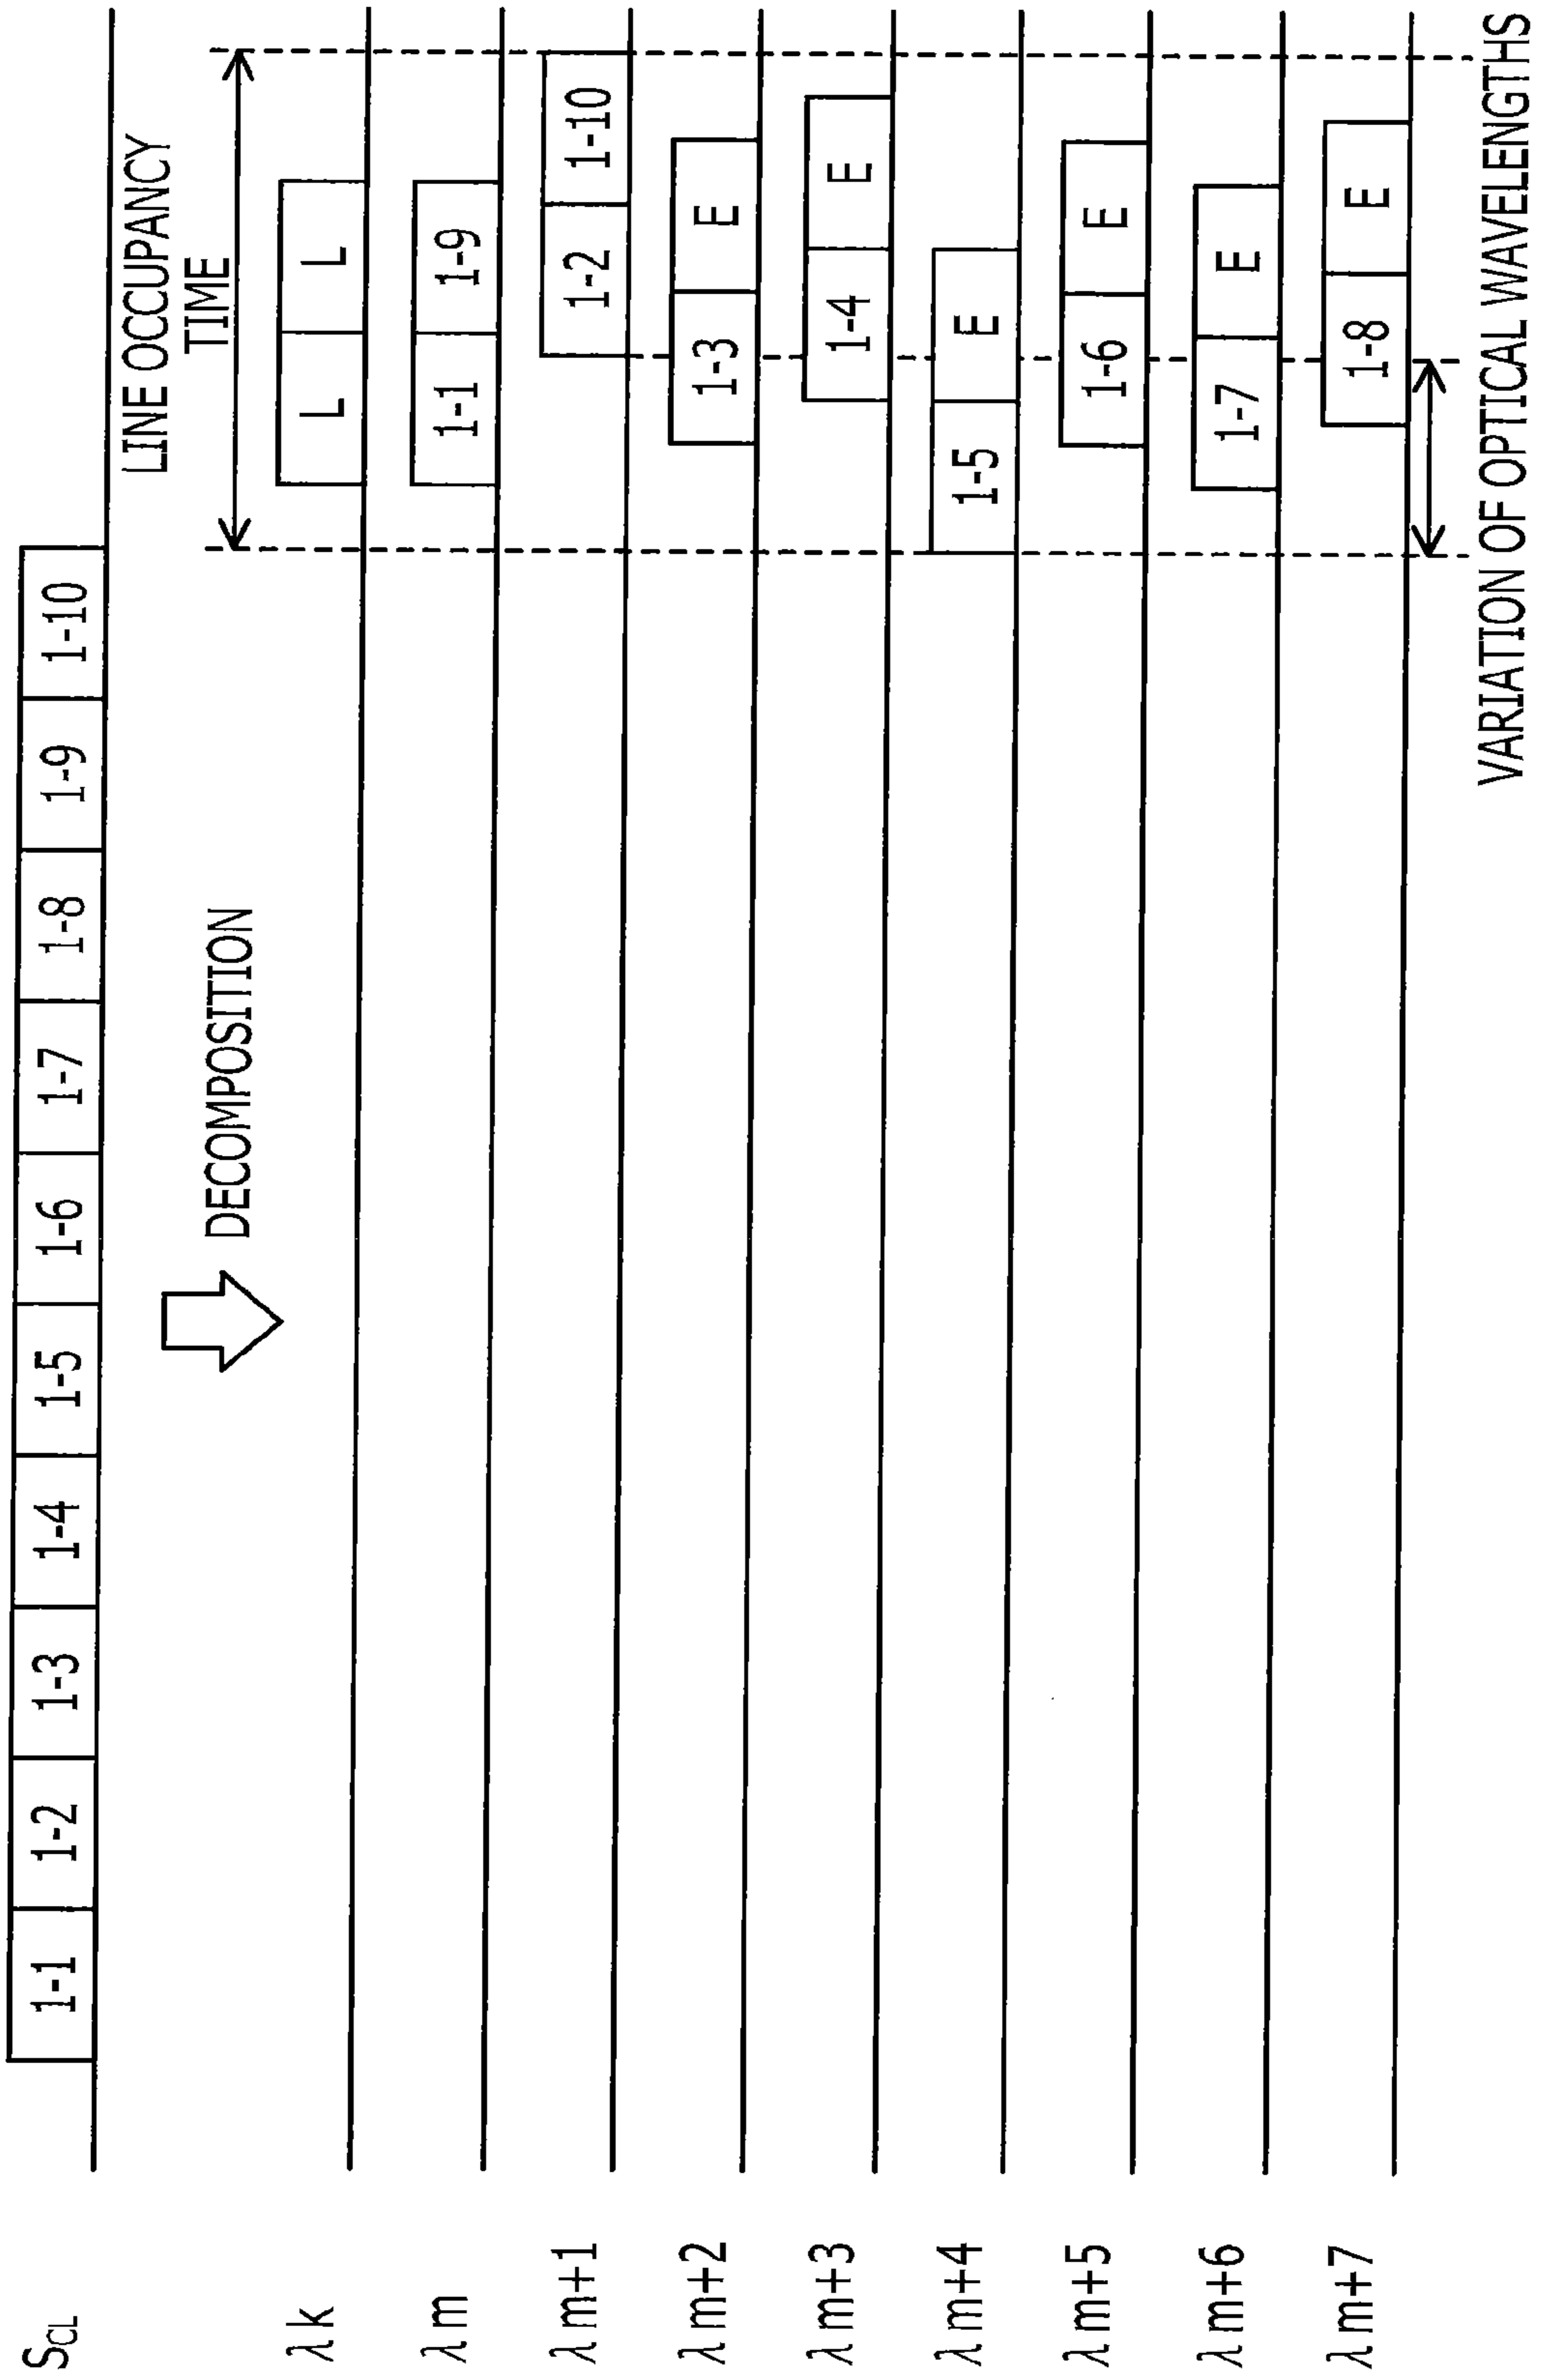 S_CL 1-1 1-2 1-3 1-4 1-5 1-6 1-7 1-8 1-9 1-10
DECOMPOSITION
LINE OCCUPANCY
TIME
λk L L
λm 1-1 1-9
λm+1 1-2 1-10
λm+2 1-3 E
λm+3 1-4 E
λm+4 1-5 E
λm+5 1-6 E
λm+6 1-7 E
λm+7 1-8 E
VARIATION OF OPTICAL WAVELENGTHS